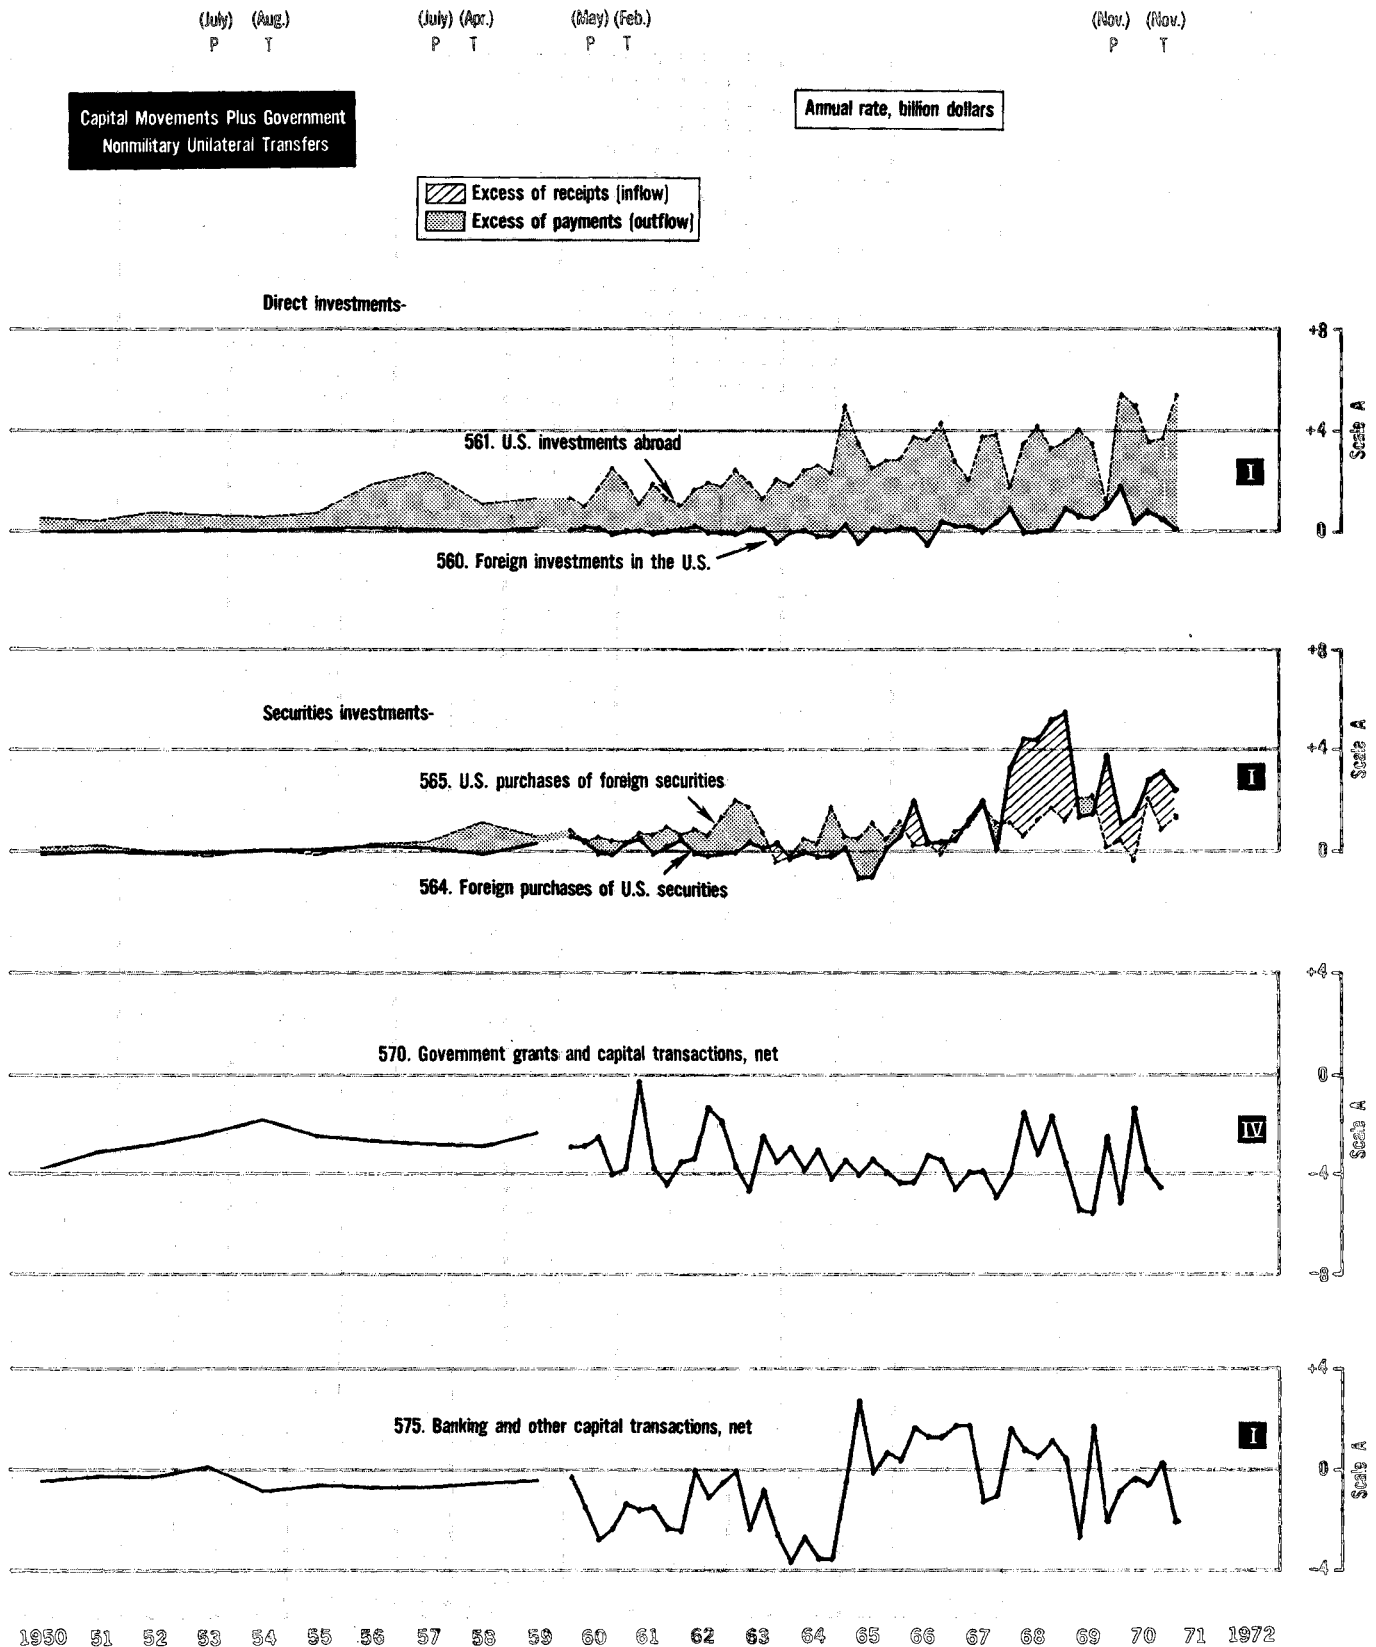 (July) (Aug.) (July) (Apr.) (May) (Feb.) (Nov.) (Nov.)
P T P T P T P T
Capital Movements Plus Government
Nonmilitary Unilateral Transfers
Annual rate, billion dollars
Excess of receipts (inflow)
Excess of payments (outflow)
Direct investments-
+8
561. U.S. investments abroad
+4
Scale A
I
0
560. Foreign investments in the U.S.
+8
Securities investments-
+4
Scale A
565. U.S. purchases of foreign securities
I
0
564. Foreign purchases of U.S. securities
+4
570. Government grants and capital transactions, net
0
Scale A
IV
-4
-8
+4
575. Banking and other capital transactions, net
I
0
Scale A
-4
1950 51 52 53 54 55 56 57 58 59 60 61 62 63 64 65 66 67 68 69 70 71 1972